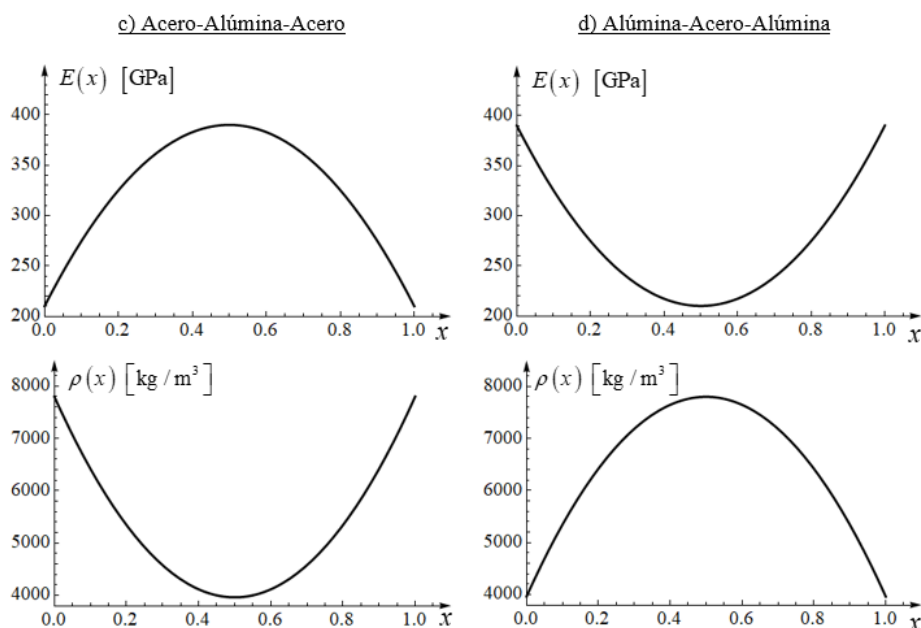 c) Acero-Alúmina-Acero
d) Alúmina-Acero-Alúmina
E(x) [GPa]
400
350
300
250
200
0.0 0.2 0.4 0.6 0.8 1.0 x
E(x) [GPa]
400
350
300
250
200
0.0 0.2 0.4 0.6 0.8 1.0 x
ρ(x) [kg / m³]
8000
7000
6000
5000
4000
0.0 0.2 0.4 0.6 0.8 1.0 x
ρ(x) [kg / m³]
8000
7000
6000
5000
4000
0.0 0.2 0.4 0.6 0.8 1.0 x